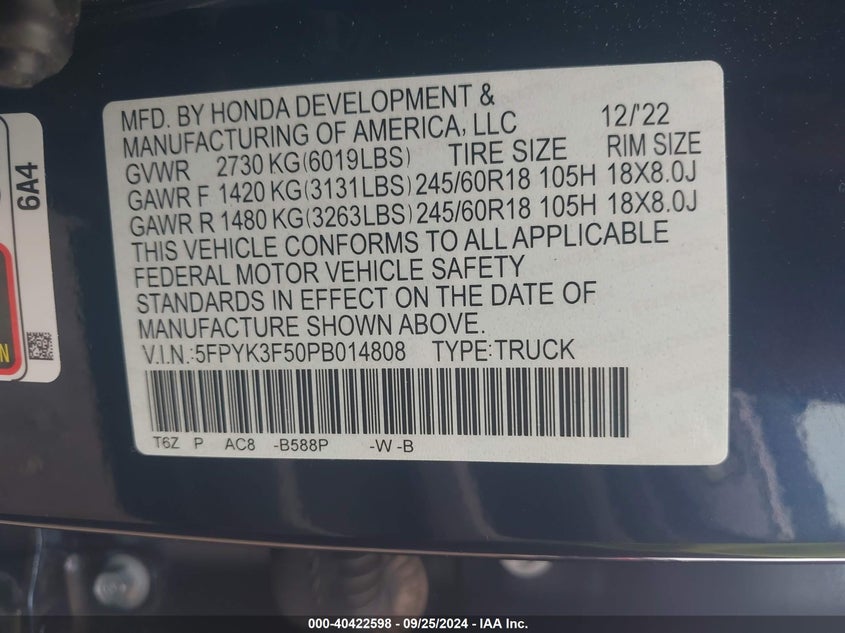 MFD. BY HONDA DEVELOPMENT &
MANUFACTURING OF AMERICA, LLC 12/'22
GVWR 2730 KG(6019LBS) TIRE SIZE RIM SIZE
GAWR F 1420 KG(3131LBS) 245/60R18 105H 18X8.0J
GAWR R 1480 KG(3263LBS) 245/60R18 105H 18X8.0J
THIS VEHICLE CONFORMS TO ALL APPLICABLE
FEDERAL MOTOR VEHICLE SAFETY
STANDARDS IN EFFECT ON THE DATE OF
MANUFACTURE SHOWN ABOVE.
V.I.N.:5FPYK3F50PB014808 TYPE:TRUCK
T6Z P AC8 -B588P -W -B
6A4
000-40422598 - 09/25/2024 - IAA Inc.